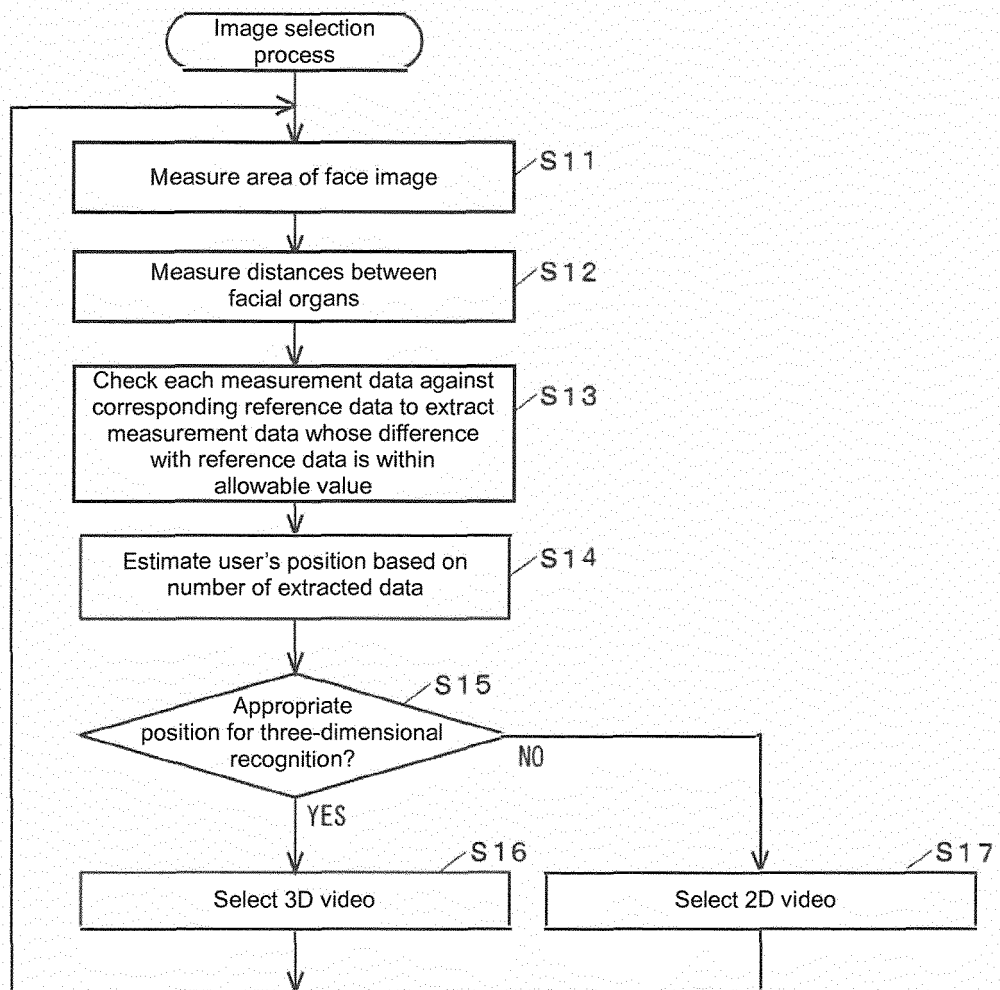 Image selection
process
Measure area of face image
S11
Measure distances between
facial organs
S12
Check each measurement data against
corresponding reference data to extract
measurement data whose difference
with reference data is within
allowable value
S13
Estimate user's position based on
number of extracted data
S14
S15
Appropriate
position for three-dimensional
recognition?
NO
YES
S16
Select 3D video
S17
Select 2D video